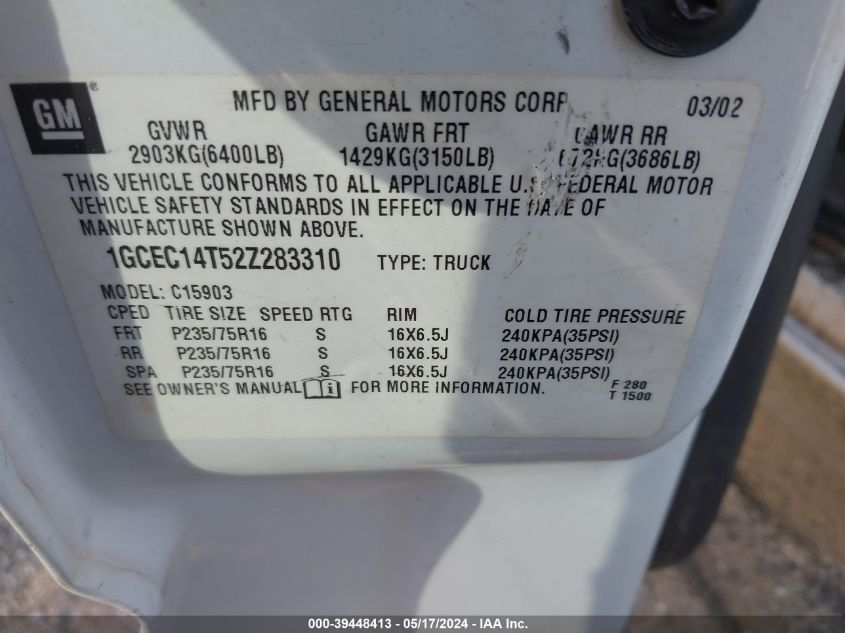 GM ®
MFD BY GENERAL MOTORS CORP 03/02
GVWR GAWR FRT GAWR RR
2903KG(6400LB) 1429KG(3150LB) KG(3686LB)
THIS VEHICLE CONFORMS TO ALL APPLICABLE U.S. FEDERAL MOTOR
VEHICLE SAFETY STANDARDS IN EFFECT ON THE DATE OF
MANUFACTURE SHOWN ABOVE.
1GCEC14T52Z283310 TYPE: TRUCK
MODEL: C15903
CPED TIRE SIZE SPEED RTG RIM COLD TIRE PRESSURE
FRT P235/75R16 S 16X6.5J 240KPA(35PSI)
RR P235/75R16 S 16X6.5J 240KPA(35PSI)
SPA P235/75R16 S 16X6.5J 240KPA(35PSI)
SEE OWNER'S MANUAL i FOR MORE INFORMATION. F 280
T 1500
000-39448413 - 05/17/2024 - IAA Inc.